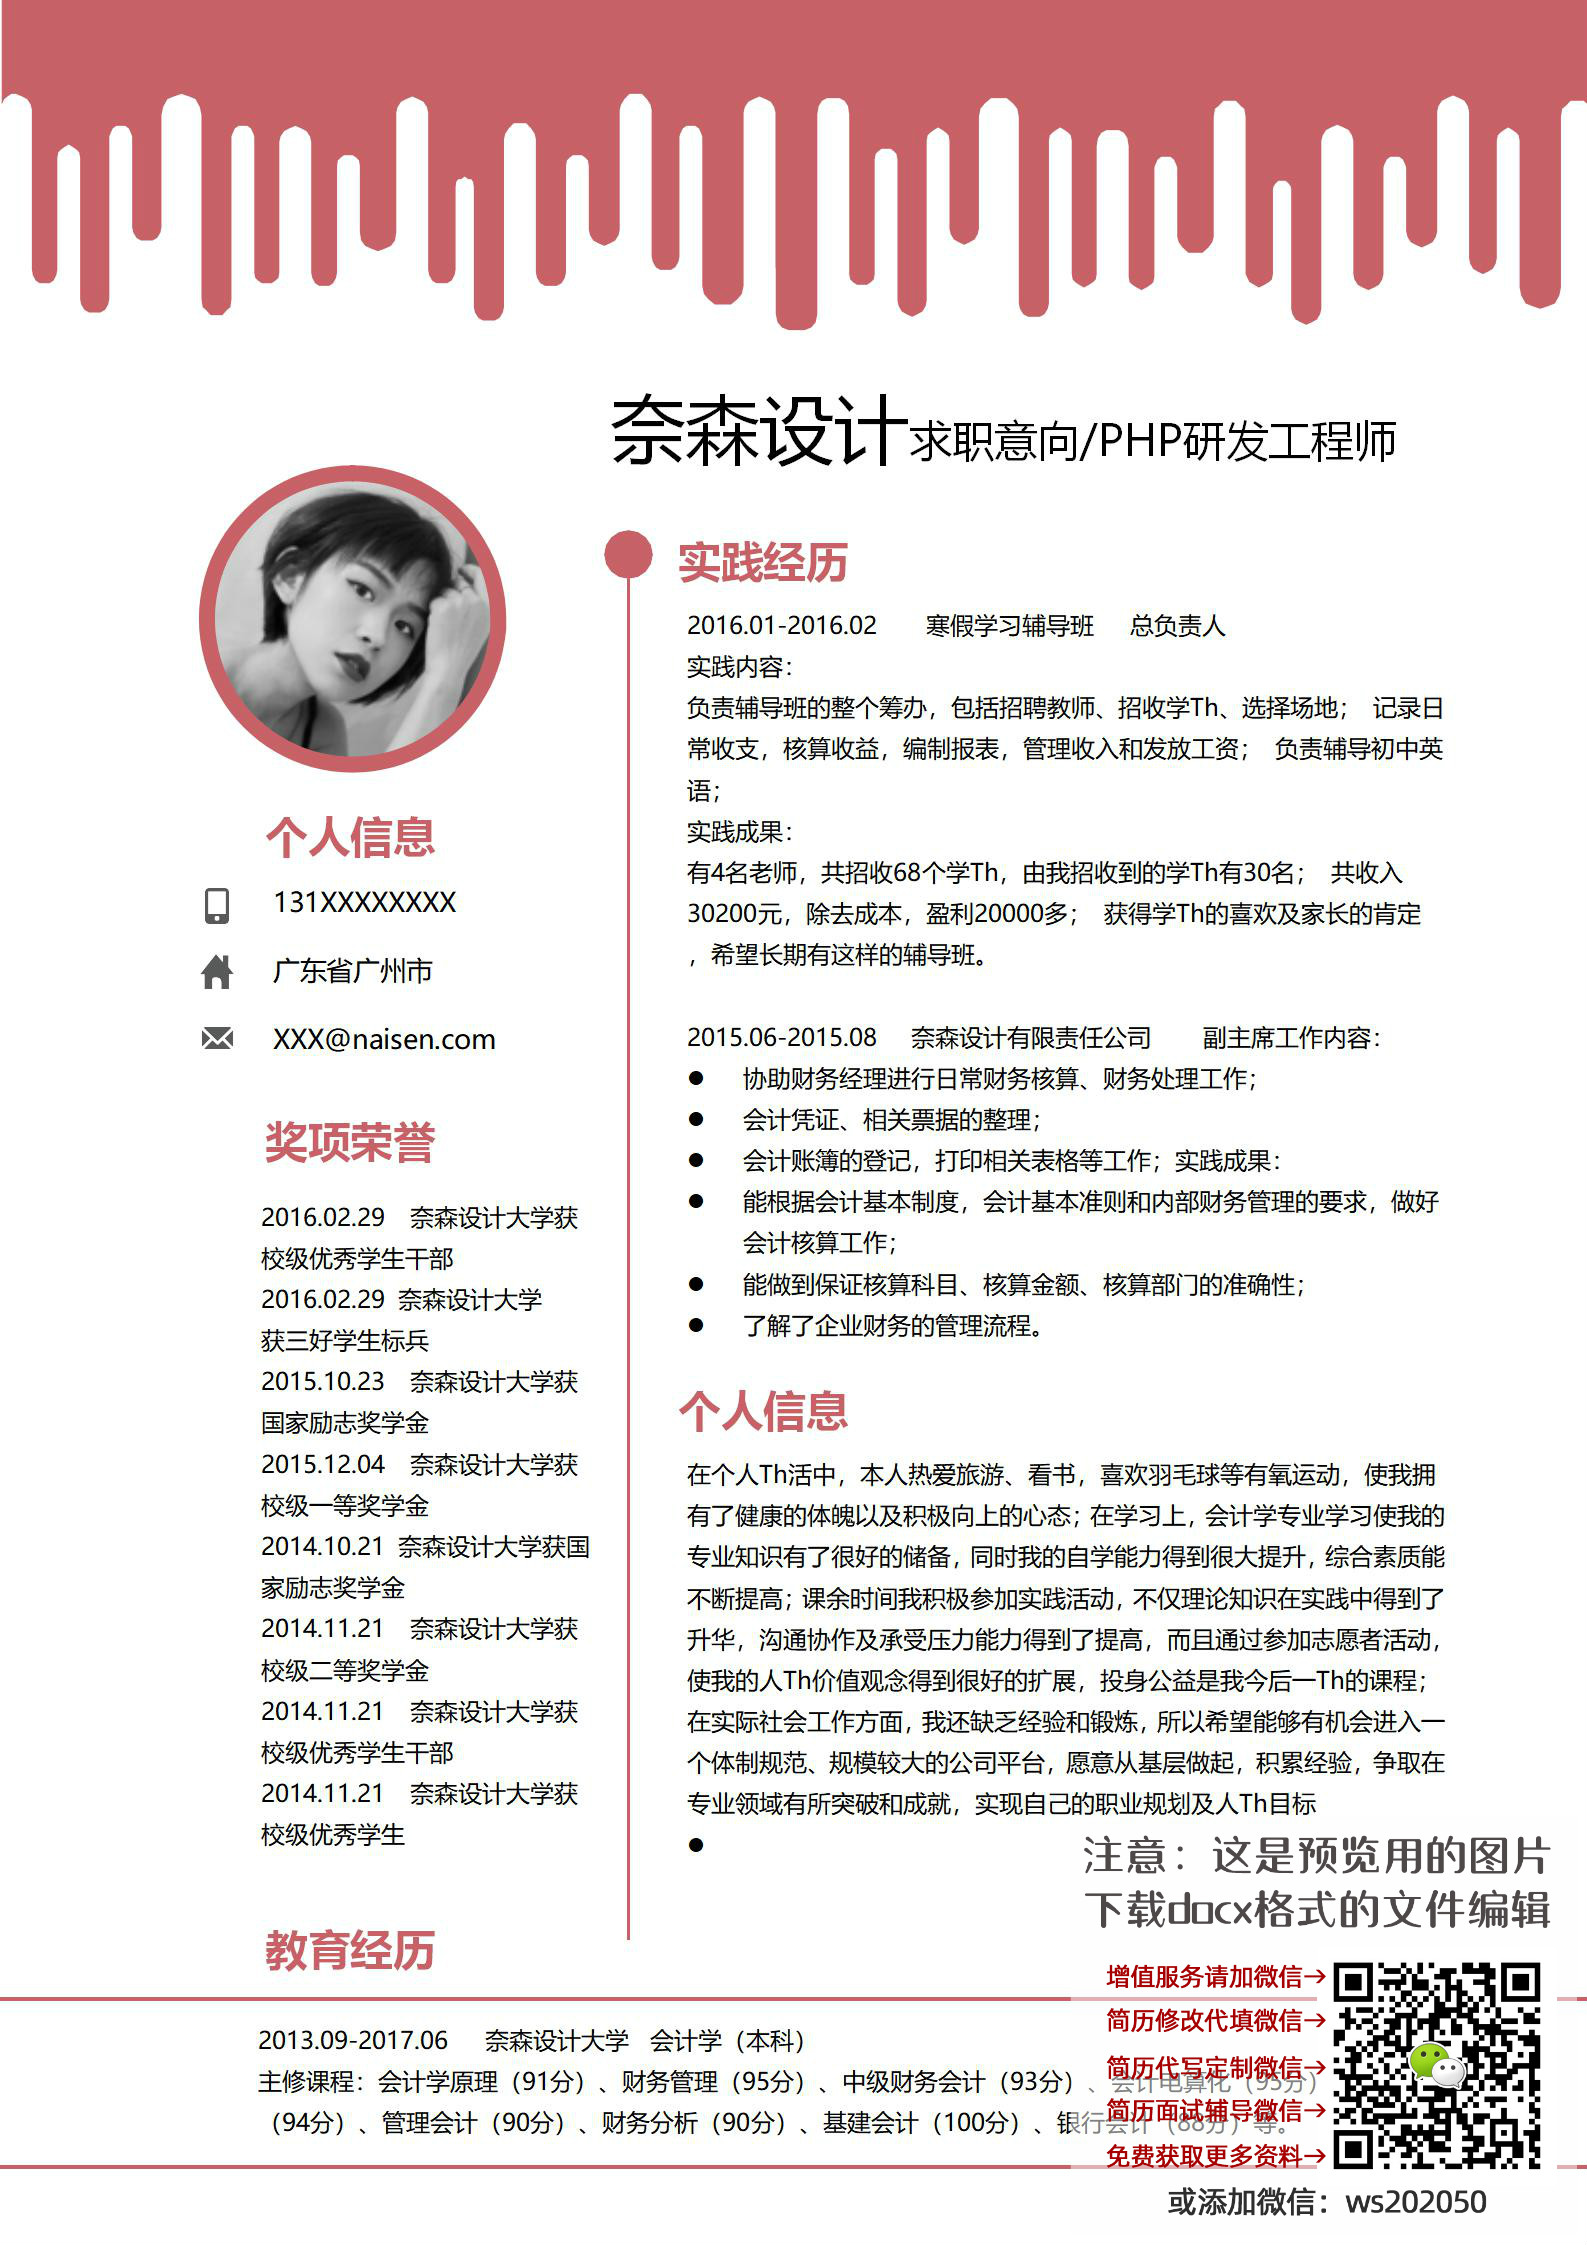 奈森设计求职意向/PHP研发工程师
个人信息
131XXXXXXXX
广东省广州市
XXX@naisen.com
奖项荣誉
2016.02.29 奈森设计大学获
校级优秀学生干部
2016.02.29 奈森设计大学
获三好学生标兵
2015.10.23 奈森设计大学获
国家励志奖学金
2015.12.04 奈森设计大学获
校级一等奖学金
2014.10.21 奈森设计大学获国
家励志奖学金
2014.11.21 奈森设计大学获
校级二等奖学金
2014.11.21 奈森设计大学获
校级优秀学生干部
2014.11.21 奈森设计大学获
校级优秀学生
实践经历
2016.01-2016.02 寒假学习辅导班 总负责人
实践内容：
负责辅导班的整个筹办，包括招聘教师、招收学Th、选择场地； 记录日
常收支，核算收益，编制报表，管理收入和发放工资； 负责辅导初中英
语；
实践成果：
有4名老师，共招收68个学Th，由我招收到的学Th有30名； 共收入
30200元，除去成本，盈利20000多； 获得学Th的喜欢及家长的肯定
，希望长期有这样的辅导班。
2015.06-2015.08 奈森设计有限责任公司 副主席工作内容：
● 协助财务经理进行日常财务核算、财务处理工作；
● 会计凭证、相关票据的整理；
● 会计账簿的登记，打印相关表格等工作；实践成果：
● 能根据会计基本制度，会计基本准则和内部财务管理的要求，做好
会计核算工作；
● 能做到保证核算科目、核算金额、核算部门的准确性；
● 了解了企业财务的管理流程。
个人信息
在个人Th活中，本人热爱旅游、看书，喜欢羽毛球等有氧运动，使我拥
有了健康的体魄以及积极向上的心态；在学习上，会计学专业学习使我的
专业知识有了很好的储备，同时我的自学能力得到很大提升，综合素质能
不断提高；课余时间我积极参加实践活动，不仅理论知识在实践中得到了
升华，沟通协作及承受压力能力得到了提高，而且通过参加志愿者活动，
使我的人Th价值观念得到很好的扩展，投身公益是我今后一Th的课程；
在实际社会工作方面，我还缺乏经验和锻炼，所以希望能够有机会进入一
个体制规范、规模较大的公司平台，愿意从基层做起，积累经验，争取在
专业领域有所突破和成就，实现自己的职业规划及人Th目标
●
教育经历
2013.09-2017.06 奈森设计大学 会计学（本科）
主修课程：会计学原理（91分）、财务管理（95分）、中级财务会计（93分）、会计电算化（95分）
（94分）、管理会计（90分）、财务分析（90分）、基建会计（100分）、银行会计（88分）等。
注意：这是预览用的图片
下载docx格式的文件编辑
增值服务请加微信→
简历修改代填微信→
简历代写定制微信→
简历面试辅导微信→
免费获取更多资料→
或添加微信：ws202050